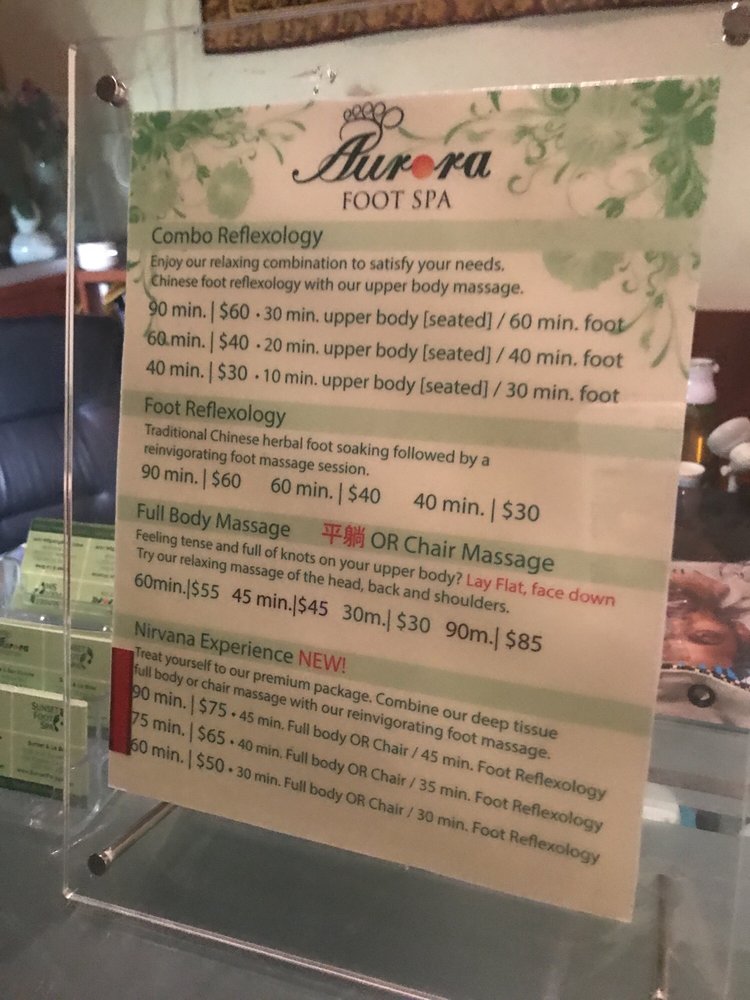 Aurora
FOOT SPA
Combo Reflexology
Enjoy our relaxing combination to satisfy your needs.
Chinese foot reflexology with our upper body massage.
90 min. | $60 • 30 min. upper body [seated] / 60 min. foot
60 min. | $40 • 20 min. upper body [seated] / 40 min. foot
40 min. | $30 • 10 min. upper body [seated] / 30 min. foot
Foot Reflexology
Traditional Chinese herbal foot soaking followed by a
reinvigorating foot massage session.
90 min. | $60 60 min. | $40 40 min. | $30
Full Body Massage 平躺 OR Chair Massage
Feeling tense and full of knots on your upper body? Lay Flat, face down
Try our relaxing massage of the head, back and shoulders.
60min.|$55 45 min.|$45 30m.| $30 90m.| $85
Nirvana Experience NEW!
Treat yourself to our premium package. Combine our deep tissue
full body or chair massage with our reinvigorating foot massage.
90 min. | $75 • 45 min. Full body OR Chair / 45 min. Foot Reflexology
75 min. | $65 • 40 min. Full body OR Chair / 35 min. Foot Reflexology
60 min. | $50 • 30 min. Full body OR Chair / 30 min. Foot Reflexology
SUNSET
FOOT
SPA